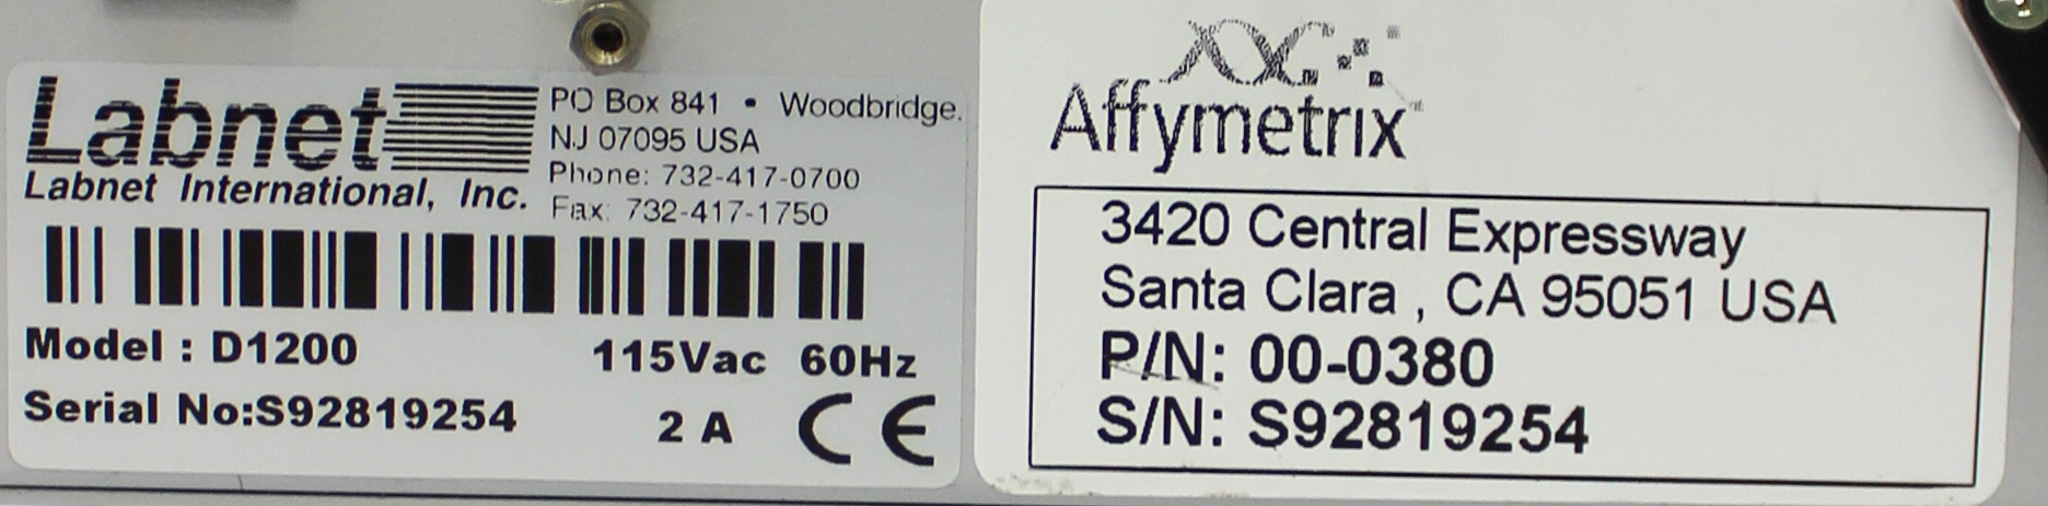 Labnet
Labnet International, Inc.
PO Box 841 • Woodbridge.
NJ 07095 USA
Phone: 732-417-0700
Fax: 732-417-1750
Model : D1200
115Vac 60Hz
Serial No:S92819254
2 A CE
Affymetrix
3420 Central Expressway
Santa Clara , CA 95051 USA
P/N: 00-0380
S/N: S92819254